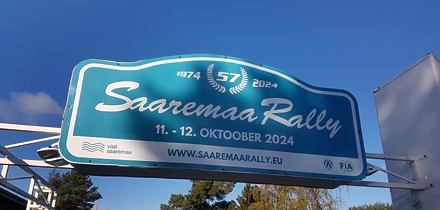 1974 57 2024
Saaremaa Rally
11. - 12. OKTOOBER 2024
visit
saaremaa
WWW.SAAREMAARALLY.EU
FIA